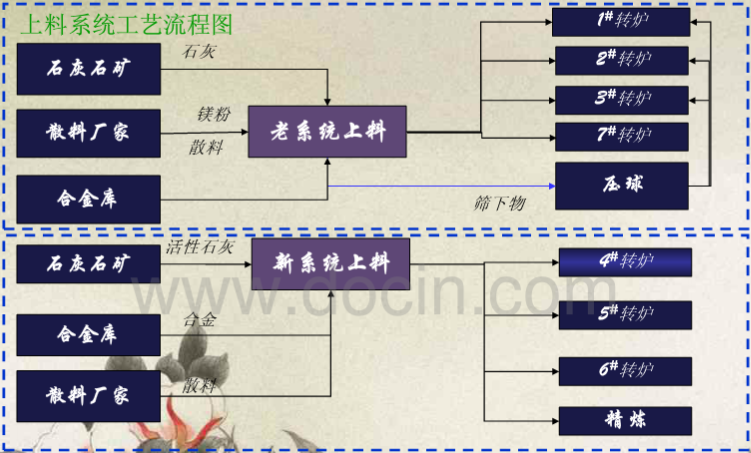 上料系统工艺流程图
石灰石矿
石灰
散料厂家
镁粉
散料
合金库
老系统上料
1#转炉
2#转炉
3#转炉
7#转炉
压球
筛下物
石灰石矿
活性石灰
合金库
合金
散料厂家
散料
新系统上料
4#转炉
5#转炉
6#转炉
精炼
www.docin.com